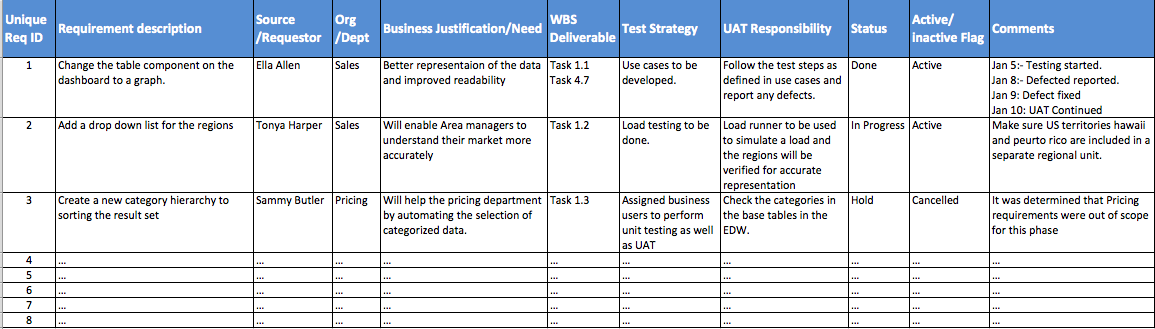 Unique Req ID | Requirement description | Source /Requestor | Org /Dept | Business Justification/Need | WBS Deliverable | Test Strategy | UAT Responsibility | Status | Active/ inactive Flag | Comments
1 | Change the table component on the dashboard to a graph. | Ella Allen | Sales | Better representaion of the data and improved readability | Task 1.1 Task 4.7 | Use cases to be developed. | Follow the test steps as defined in use cases and report any defects. | Done | Active | Jan 5:- Testing started. Jan 8:- Defected reported. Jan 9: Defect fixed Jan 10: UAT Continued
2 | Add a drop down list for the regions | Tonya Harper | Sales | Will enable Area managers to understand their market more accurately | Task 1.2 | Load testing to be done. | Load runner to be used to simulate a load and the regions will be verified for accurate representation | In Progress | Active | Make sure US territories hawaii and peurto rico are included in a separate regional unit.
3 | Create a new category hierarchy to sorting the result set | Sammy Butler | Pricing | Will help the pricing department by automating the selection of categorized data. | Task 1.3 | Assigned business users to perform unit testing as well as UAT | Check the categories in the base tables in the EDW. | Hold | Cancelled | It was determined that Pricing requirements were out of scope for this phase
4 | ... | ... | ... | ... | ... | ... | ... | ... | ... | ...
5 | ... | ... | ... | ... | ... | ... | ... | ... | ... | ...
6 | ... | ... | ... | ... | ... | ... | ... | ... | ... | ...
7 | ... | ... | ... | ... | ... | ... | ... | ... | ... | ...
8 | ... | ... | ... | ... | ... | ... | ... | ... | ... | ...